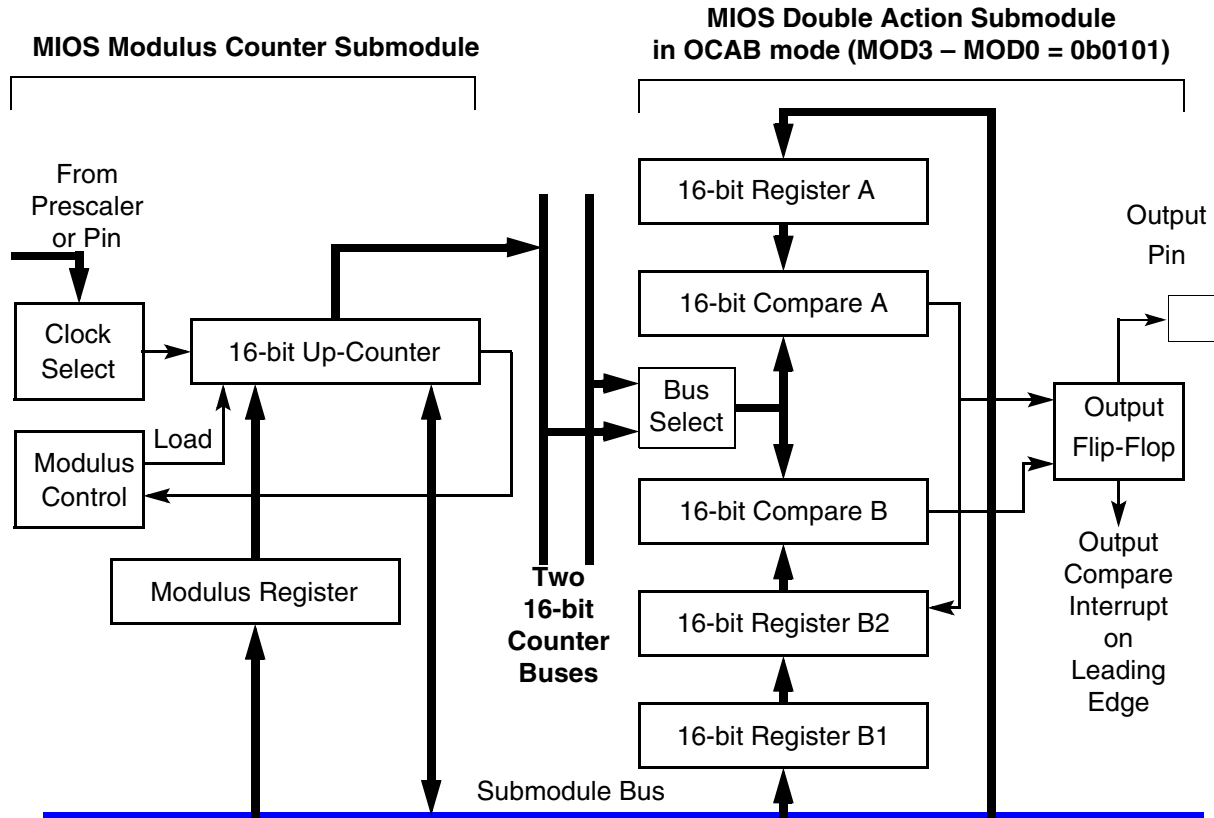 MIOS Modulus Counter Submodule
MIOS Double Action Submodule
in OCAB mode (MOD3 – MOD0 = 0b0101)
From
Prescaler
or Pin
Clock
Select
16-bit Up-Counter
Load
Modulus
Control
Modulus Register
Two
16-bit
Counter
Buses
Bus
Select
16-bit Register A
16-bit Compare A
16-bit Compare B
16-bit Register B2
16-bit Register B1
Output
Pin
Output
Flip-Flop
Output
Compare
Interrupt
on
Leading
Edge
Submodule Bus